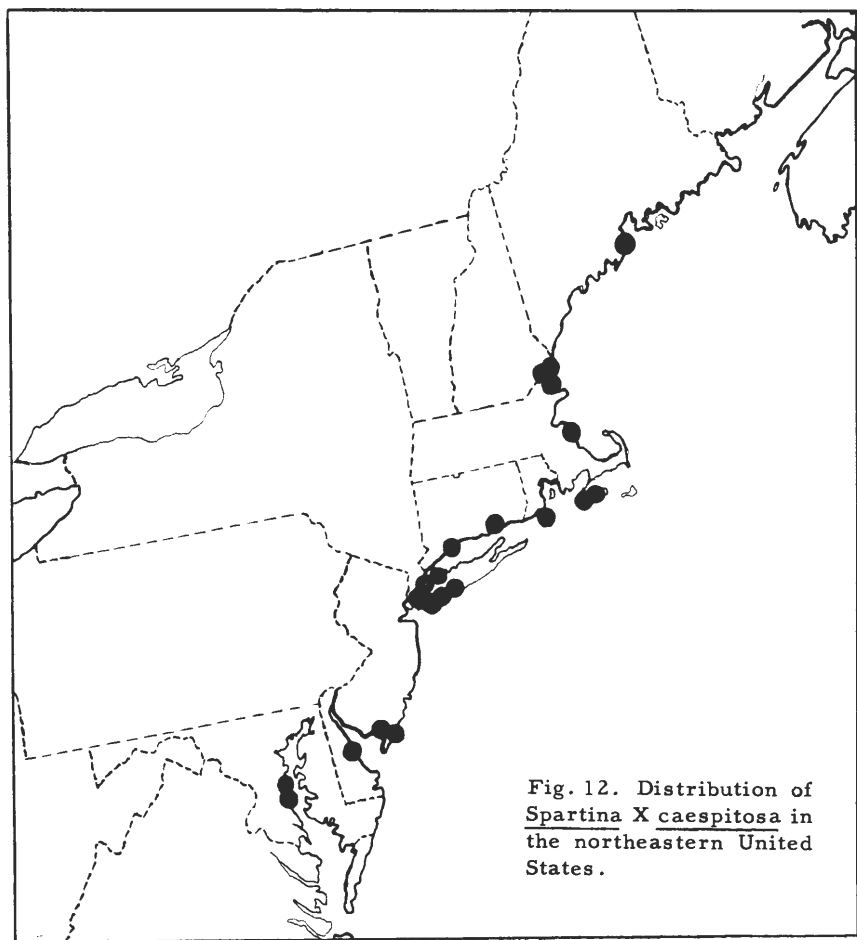 Fig. 12. Distribution of
Spartina X caespitosa in
the northeastern United
States.